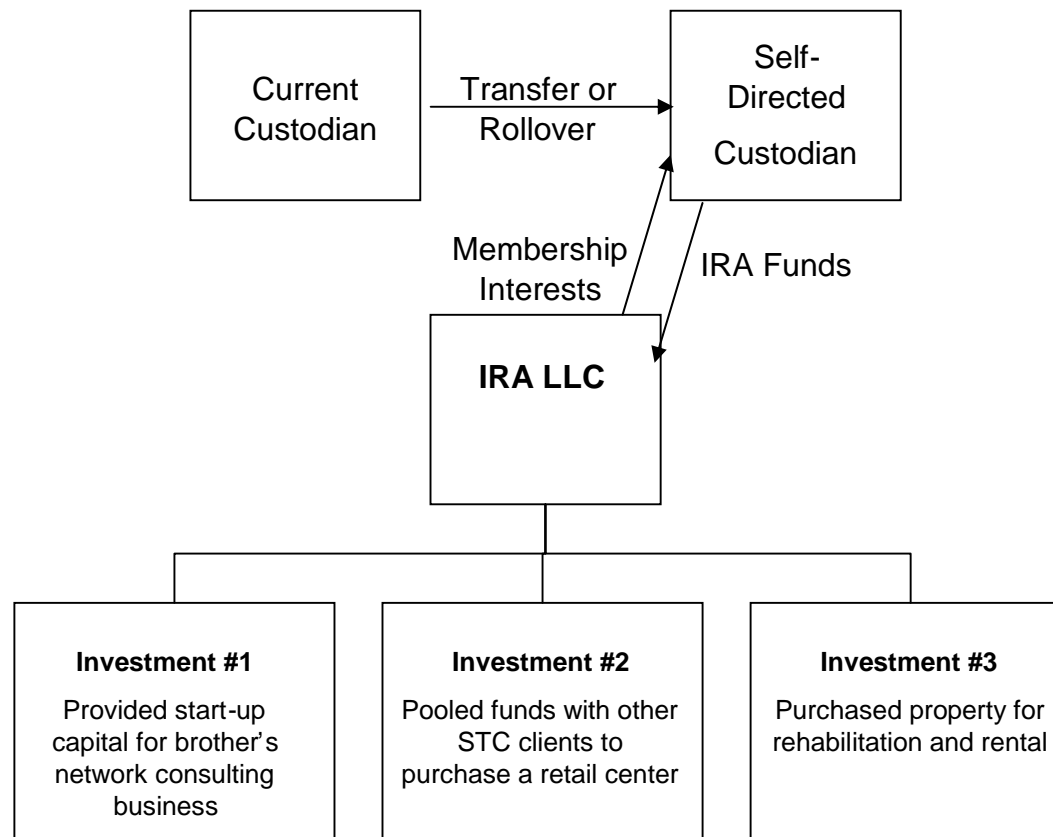 Current
Custodian
Transfer or
Rollover
Self-
Directed
Custodian
Membership
Interests
IRA Funds
IRA LLC
Investment #1
Provided start-up
capital for brother’s
network consulting
business
Investment #2
Pooled funds with other
STC clients to
purchase a retail center
Investment #3
Purchased property for
rehabilitation and rental